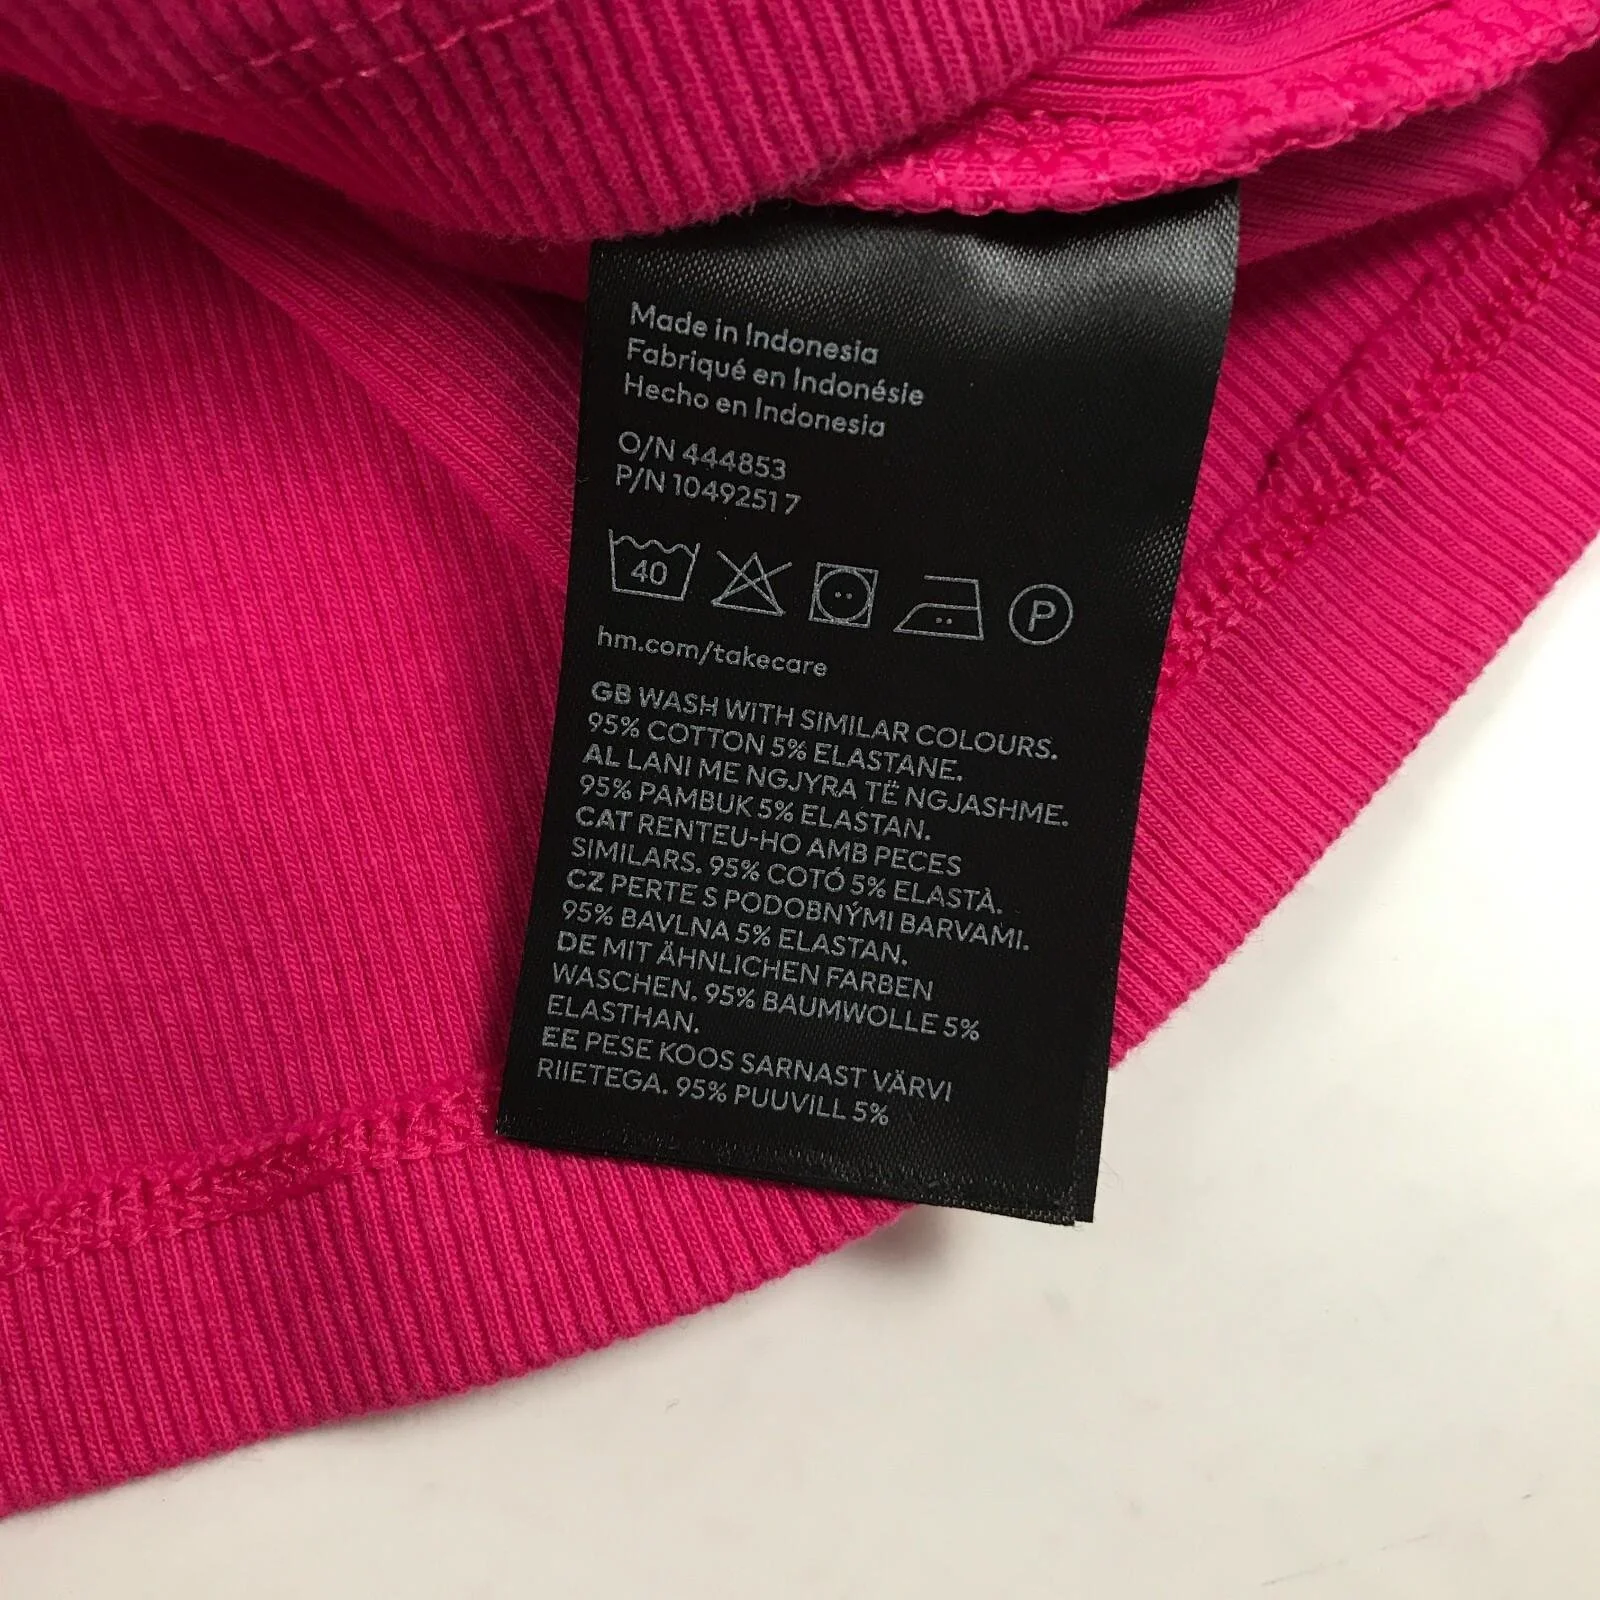 Made in Indonesia
Fabriqué en Indonésie
Hecho en Indonesia
O/N 444853
P/N 1049251 7
40
P
hm.com/takecare
GB WASH WITH SIMILAR COLOURS.
95% COTTON 5% ELASTANE.
AL LANI ME NGJYRA TË NGJASHME.
95% PAMBUK 5% ELASTAN.
CAT RENTEU-HO AMB PECES
SIMILARS. 95% COTÓ 5% ELASTÀ.
CZ PERTE S PODOBNÝMI BARVAMI.
95% BAVLNA 5% ELASTAN.
DE MIT ÄHNLICHEN FARBEN
WASCHEN. 95% BAUMWOLLE 5%
ELASTHAN.
EE PESE KOOS SARNAST VÄRVI
RIIETEGA. 95% PUUVILL 5%